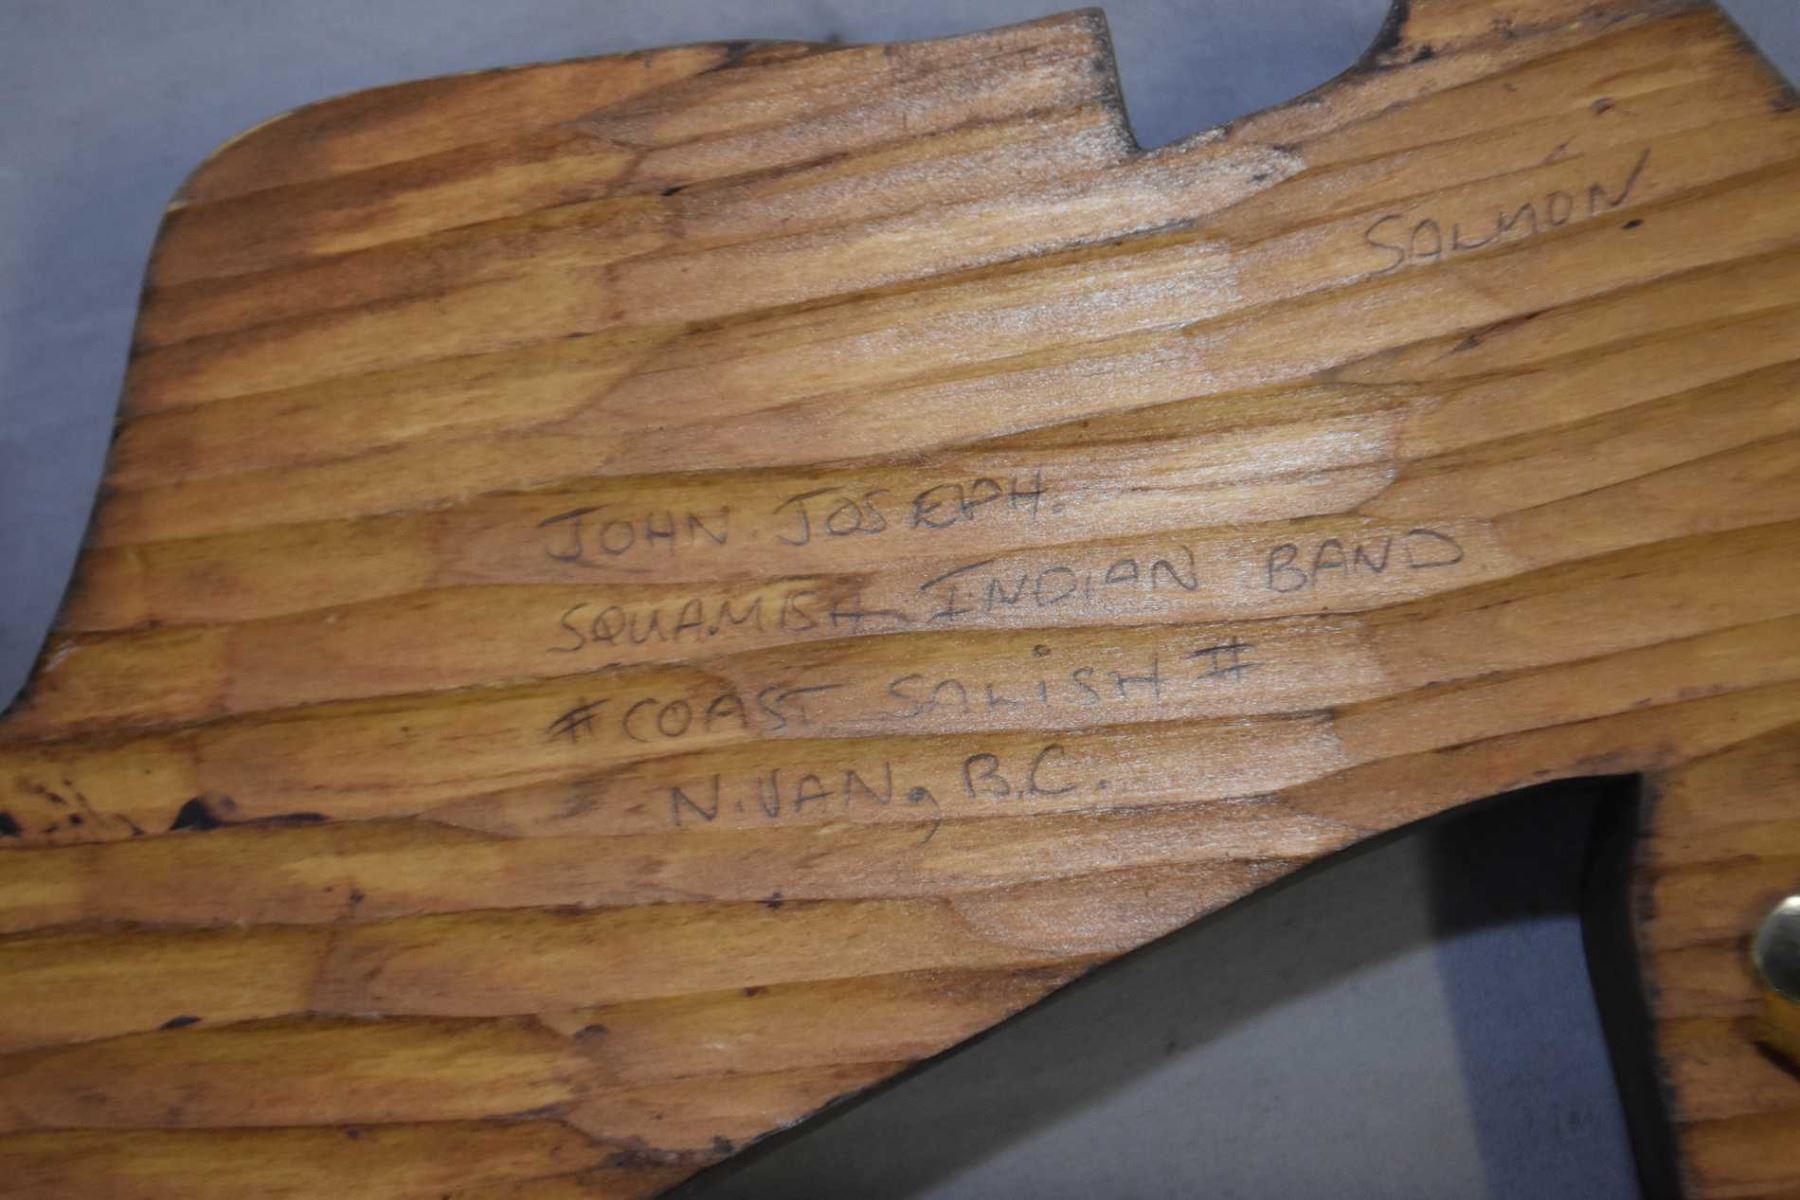 SALMON
JOHN JOSEPH.
SQUAMISH INDIAN BAND
#COAST SALiSH #
N.VAN, B.C.